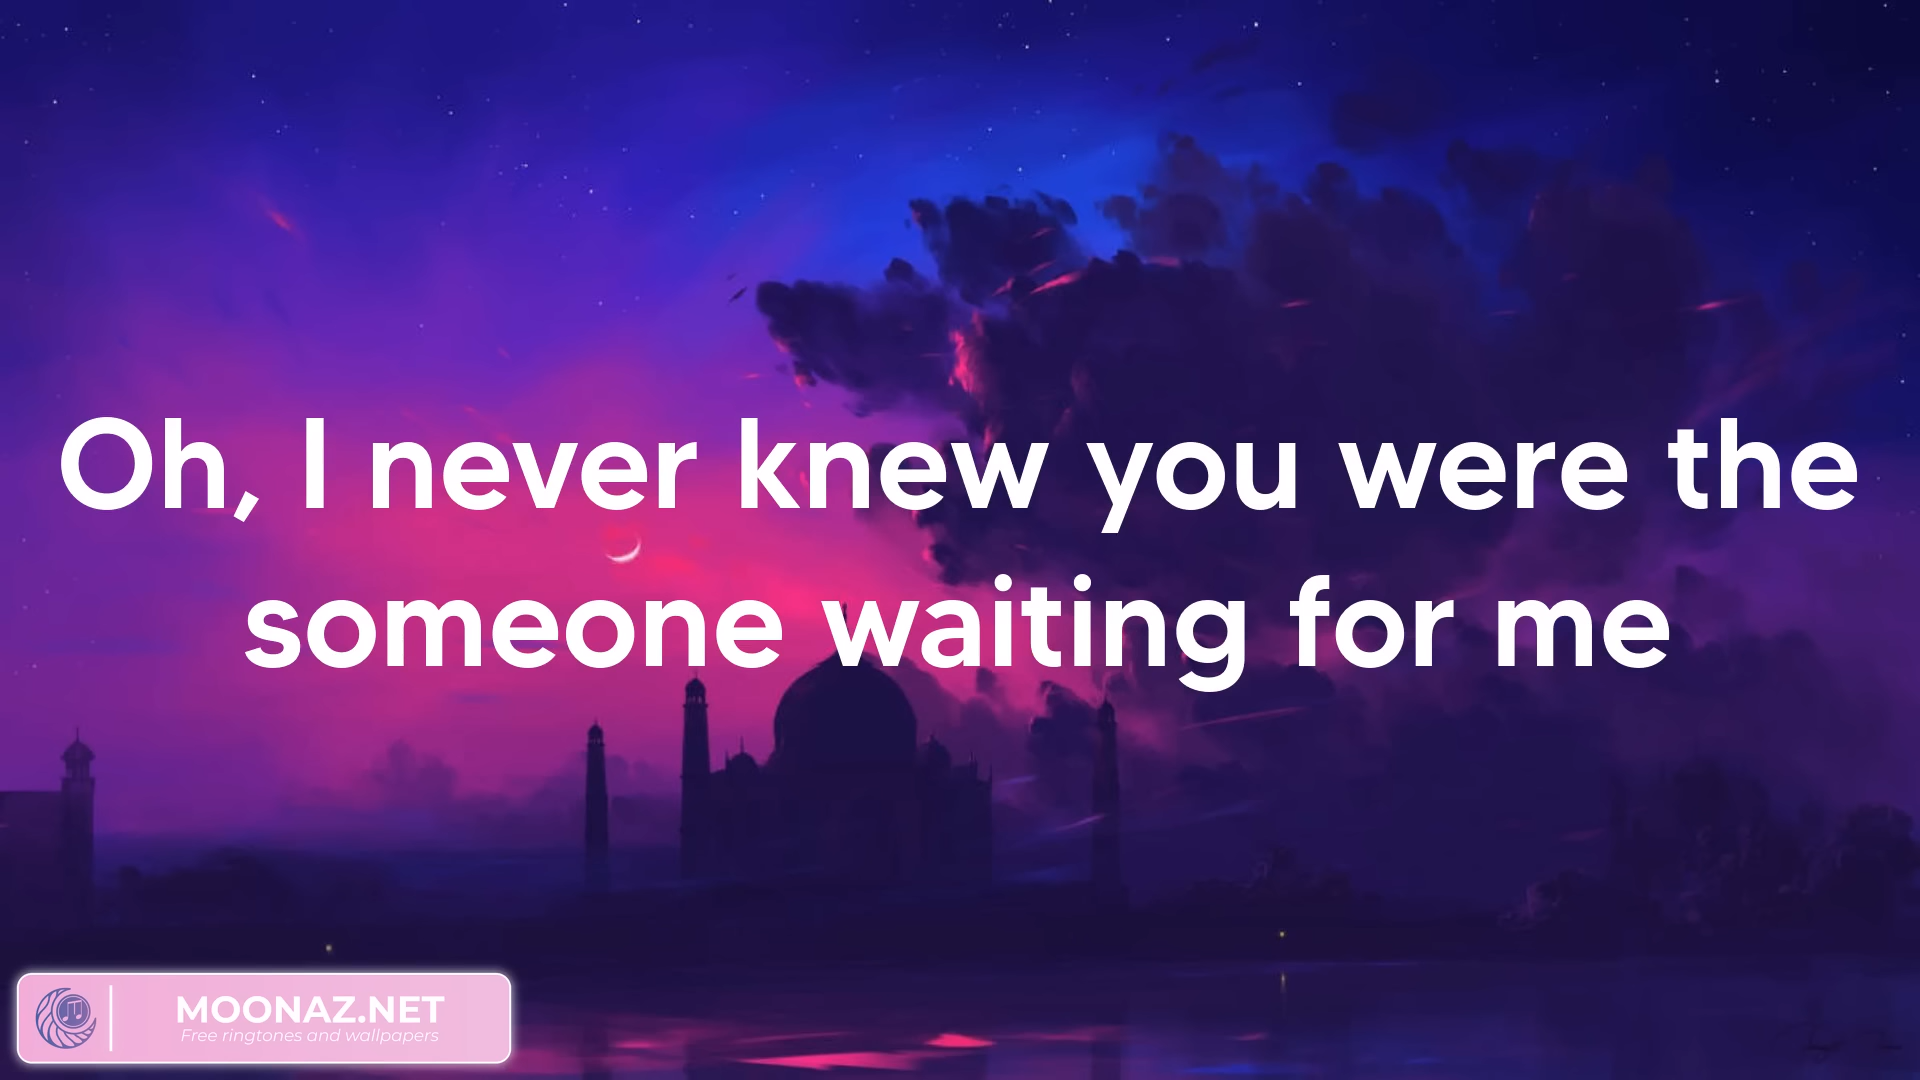 Oh, I never knew you were the
someone waiting for me
MOONAZ.NET
Free ringtones and wallpapers